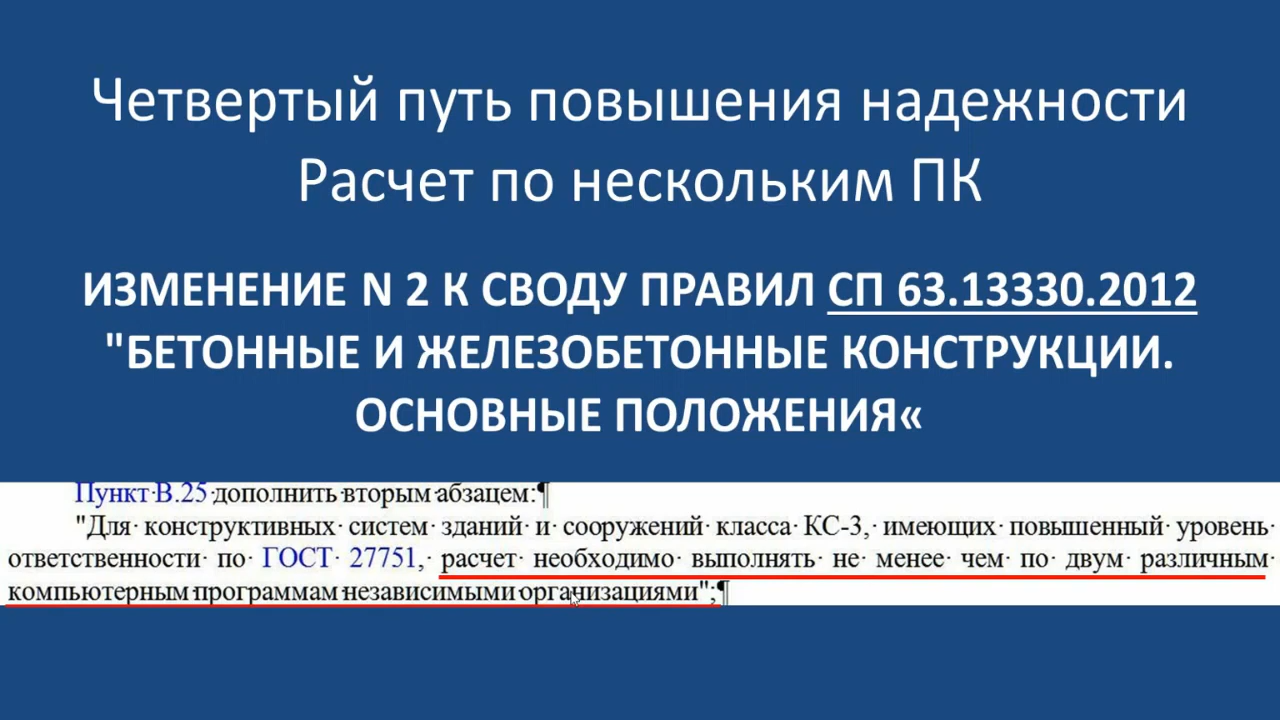 Четвертый путь повышения надежности
Расчет по нескольким ПК
ИЗМЕНЕНИЕ N 2 К СВОДУ ПРАВИЛ СП 63.13330.2012
"БЕТОННЫЕ И ЖЕЛЕЗОБЕТОННЫЕ КОНСТРУКЦИИ.
ОСНОВНЫЕ ПОЛОЖЕНИЯ«
Пункт·В.25·дополнить·вторым·абзацем:¶
"Для· конструктивных· систем· зданий· и· сооружений· класса· КС-3,· имеющих· повышенный· уровень·
ответственности· по· ГОСТ· 27751,· расчет· необходимо· выполнять· не· менее· чем· по· двум· различным·
компьютерным·программам·независимыми·организациями";¶